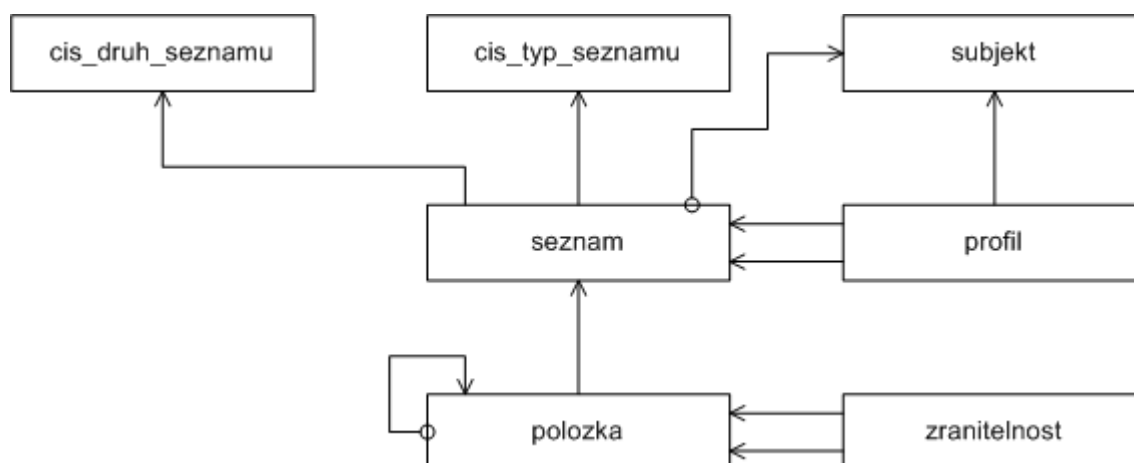 cis_druh_seznamu
cis_typ_seznamu
subjekt
seznam
profil
polozka
zranitelnost